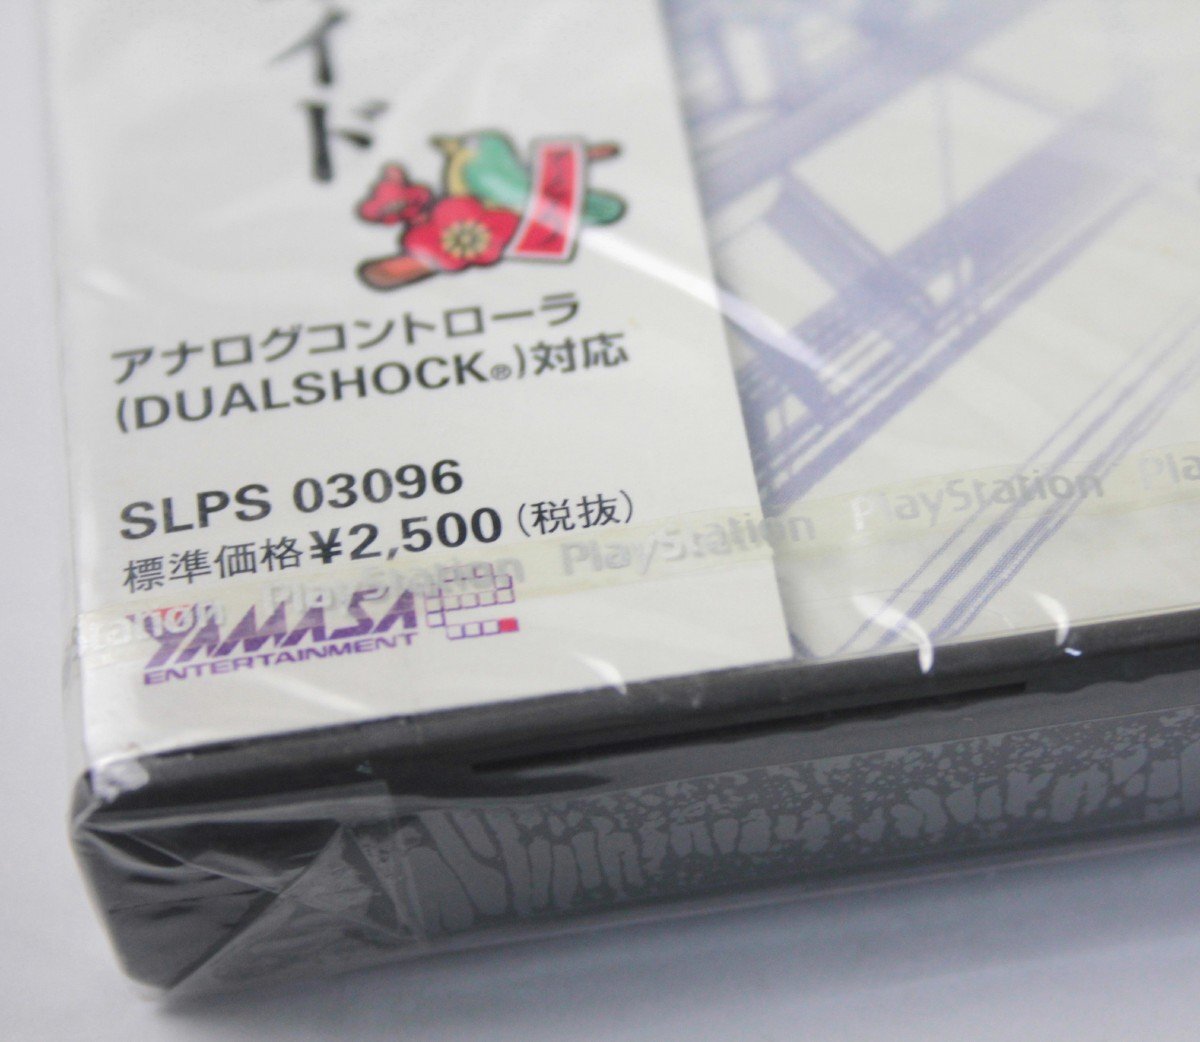 イド
アナログコントローラ
(DUALSHOCK®)対応
SLPS 03096
標準価格¥2,500(税抜)
PlayStation PlayStation PlayStation
YAMASA
ENTERTAINMENT